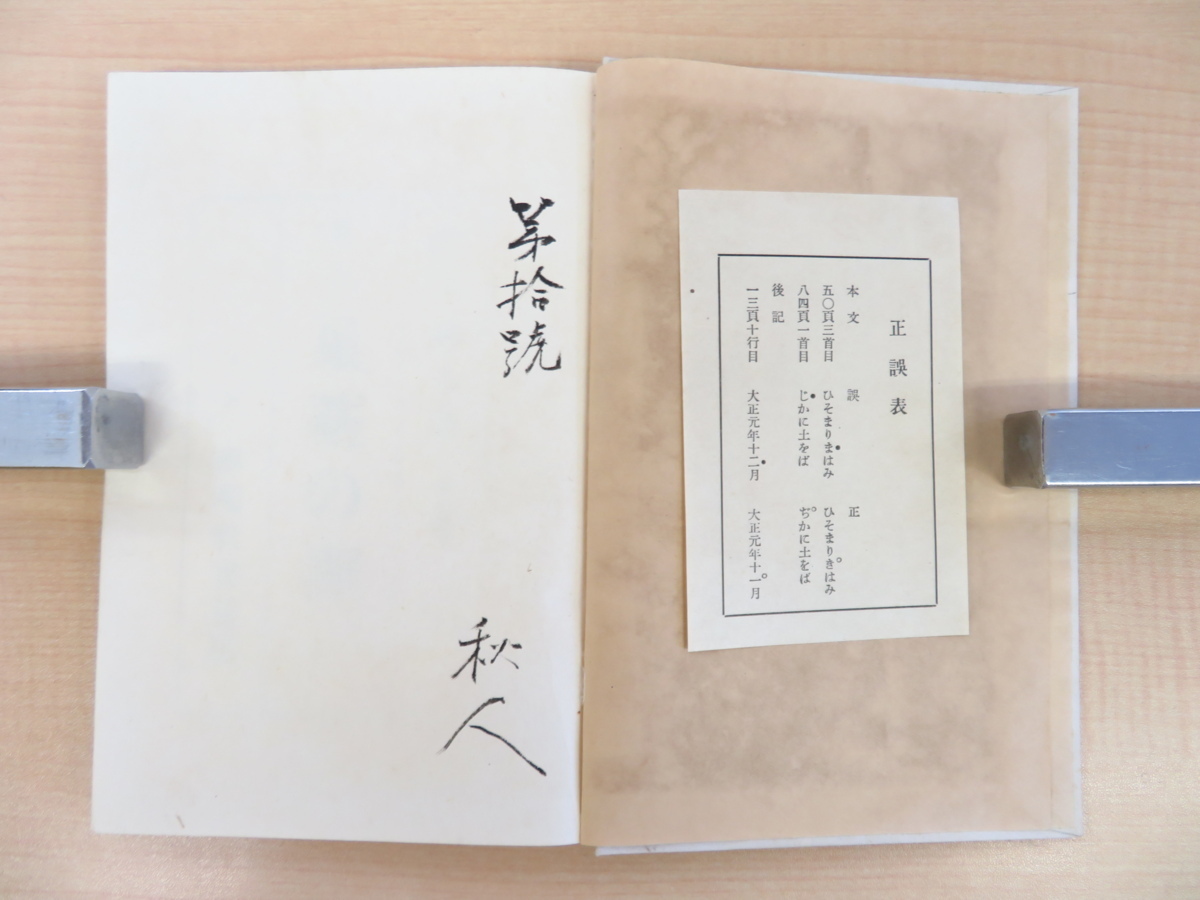 正誤表
本文 誤 正
五〇頁三首目 ひそまりまはみ ひそまりきはみ
八四頁一首目 じかに土をば ぢかに土をば
後記
一三頁十行目 大正元年十二月 大正元年十一月
第拾號
秋人